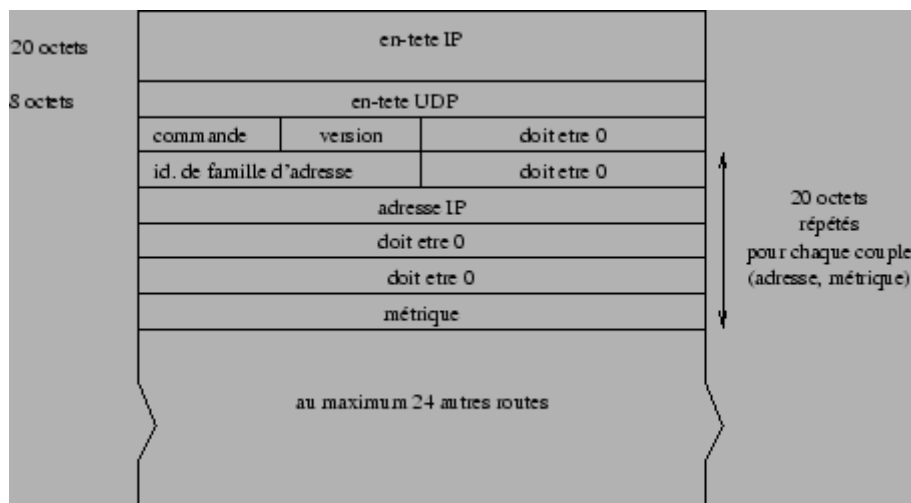 en-tete IP
20 octets
8 octets
en-tete UDP
commande
version
doit etre 0
id. de famille d'adresse
doit etre 0
adresse IP
doit etre 0
doit etre 0
métrique
20 octets
répétés
pour chaque couple
(adresse, métrique)
au maximum 24 autres routes